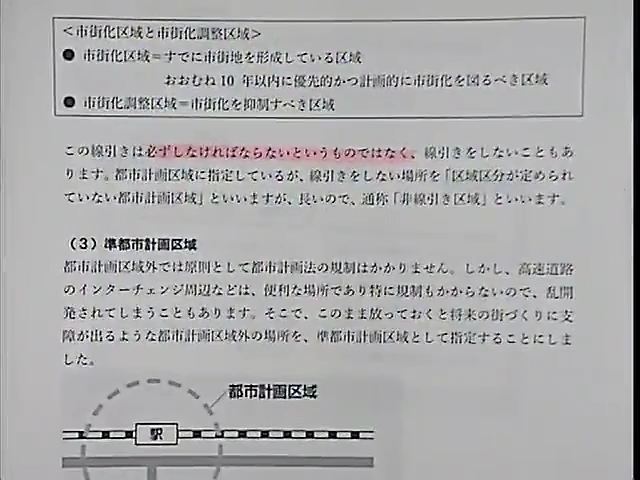 <市街化区域と市街化調整区域>
● 市街化区域＝すでに市街地を形成している区域
おおむね 10 年以内に優先的かつ計画的に市街化を図るべき区域
● 市街化調整区域＝市街化を抑制すべき区域
この線引きは必ずしなければならないというものではなく、線引きをしないこともあ
ります。都市計画区域に指定しているが、線引きをしない場所を「区域区分が定められ
ていない都市計画区域」といいますが、長いので、通称「非線引き区域」といいます。
（3）準都市計画区域
都市計画区域外では原則として都市計画法の規制はかかりません。しかし、高速道路
のインターチェンジ周辺などは、便利な場所であり特に規制もかからないので、乱開
発されてしまうこともあります。そこで、このまま放っておくと将来の街づくりに支
障が出るような都市計画区域外の場所を、準都市計画区域として指定することにしま
した。
都市計画区域
駅